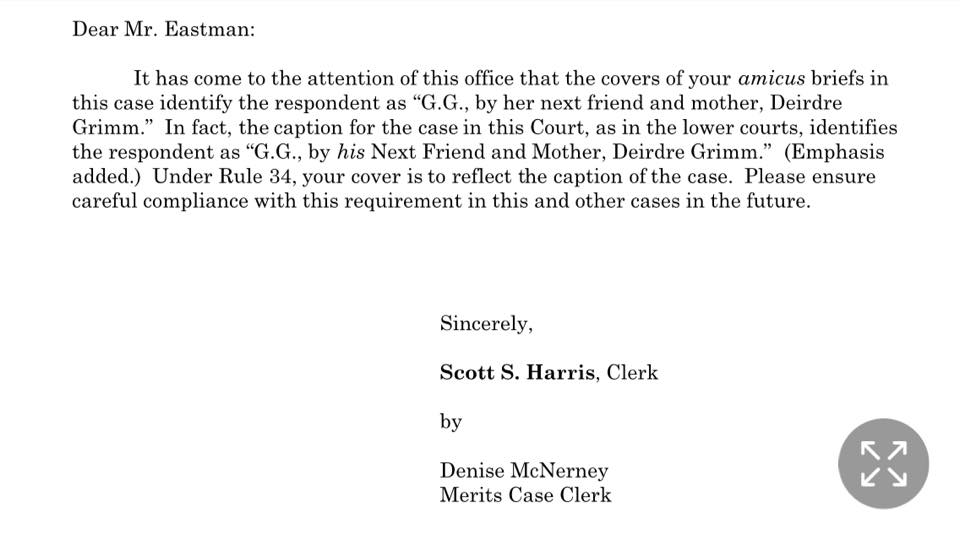 Dear Mr. Eastman:
It has come to the attention of this office that the covers of your amicus briefs in
this case identify the respondent as “G.G., by her next friend and mother, Deirdre
Grimm.” In fact, the caption for the case in this Court, as in the lower courts, identifies
the respondent as “G.G., by his Next Friend and Mother, Deirdre Grimm.” (Emphasis
added.) Under Rule 34, your cover is to reflect the caption of the case. Please ensure
careful compliance with this requirement in this and other cases in the future.
Sincerely,
Scott S. Harris, Clerk
by
Denise McNerney
Merits Case Clerk